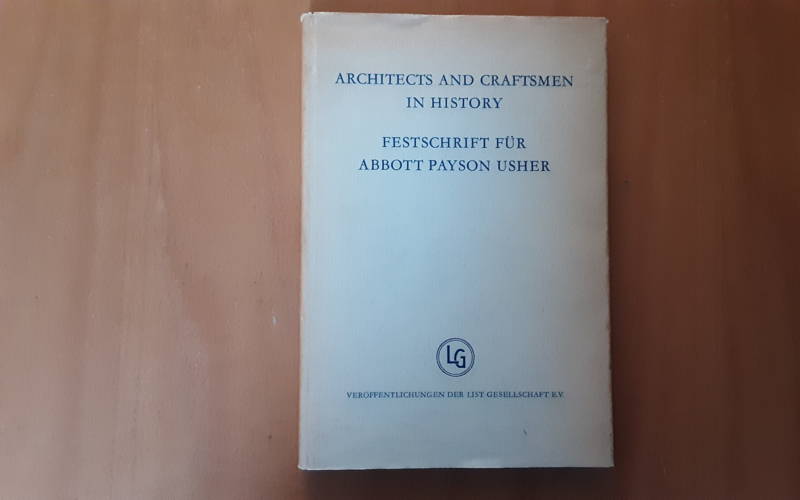 ARCHITECTS AND CRAFTSMEN
IN HISTORY
FESTSCHRIFT FÜR
ABBOTT PAYSON USHER
LG
VERÖFFENTLICHUNGEN DER LIST GESELLSCHAFT E.V.